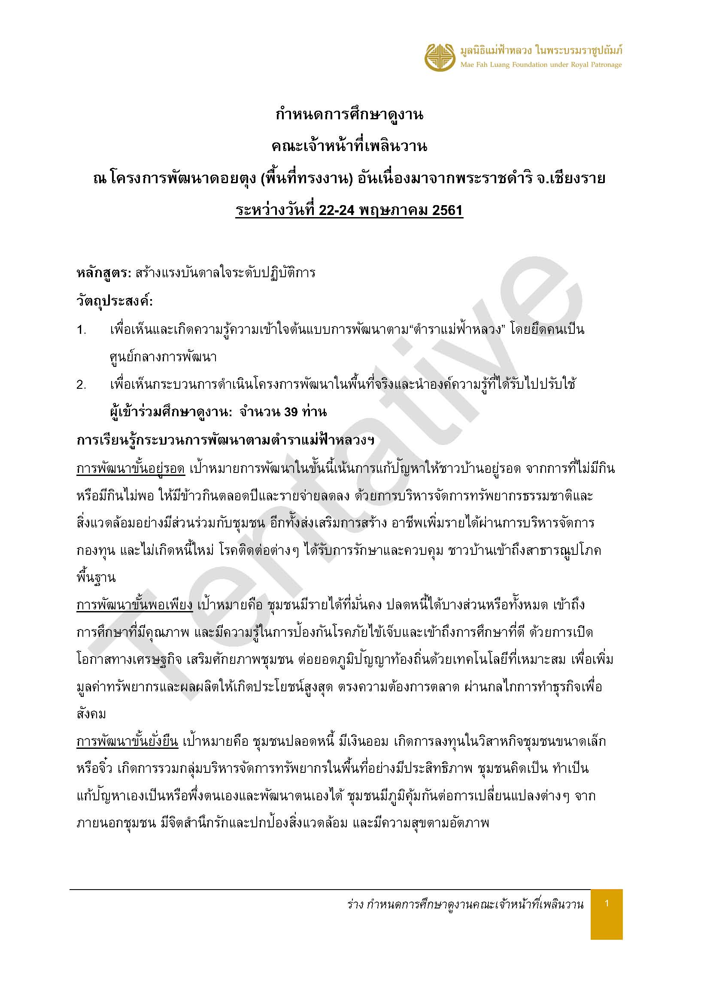 มูลนิธิแม่ฟ้าหลวง ในพระบรมราชูปถัมภ์
Mae Fah Luang Foundation under Royal Patronage
กำหนดการศึกษาดูงาน
คณะเจ้าหน้าที่เพลินวาน
ณ โครงการพัฒนาดอยตุง (พื้นที่ทรงงาน) อันเนื่องมาจากพระราชดำริ จ.เชียงราย
ระหว่างวันที่ 22-24 พฤษภาคม 2561
หลักสูตร: สร้างแรงบันดาลใจระดับปฏิบัติการ
วัตถุประสงค์:
1. เพื่อเห็นและเกิดความรู้ความเข้าใจต้นแบบการพัฒนาตาม“ตำราแม่ฟ้าหลวง” โดยยึดคนเป็น
ศูนย์กลางการพัฒนา
2. เพื่อเห็นกระบวนการดำเนินโครงการพัฒนาในพื้นที่จริงและนำองค์ความรู้ที่ได้รับไปปรับใช้
ผู้เข้าร่วมศึกษาดูงาน: จำนวน 39 ท่าน
การเรียนรู้กระบวนการพัฒนาตามตำราแม่ฟ้าหลวงฯ
การพัฒนาขั้นอยู่รอด เป้าหมายการพัฒนาในขั้นนี้เน้นการแก้ปัญหาให้ชาวบ้านอยู่รอด จากการที่ไม่มีกิน
หรือมีกินไม่พอ ให้มีข้าวกินตลอดปีและรายจ่ายลดลง ด้วยการบริหารจัดการทรัพยากรธรรมชาติและ
สิ่งแวดล้อมอย่างมีส่วนร่วมกับชุมชน อีกทั้งส่งเสริมการสร้าง อาชีพเพิ่มรายได้ผ่านการบริหารจัดการ
กองทุน และไม่เกิดหนี้ใหม่ โรคติดต่อต่างๆ ได้รับการรักษาและควบคุม ชาวบ้านเข้าถึงสาธารณูปโภค
พื้นฐาน
การพัฒนาขั้นพอเพียง เป้าหมายคือ ชุมชนมีรายได้ที่มั่นคง ปลดหนี้ได้บางส่วนหรือทั้งหมด เข้าถึง
การศึกษาที่มีคุณภาพ และมีความรู้ในการป้องกันโรคภัยไข้เจ็บและเข้าถึงการศึกษาที่ดี ด้วยการเปิด
โอกาสทางเศรษฐกิจ เสริมศักยภาพชุมชน ต่อยอดภูมิปัญญาท้องถิ่นด้วยเทคโนโลยีที่เหมาะสม เพื่อเพิ่ม
มูลค่าทรัพยากรและผลผลิตให้เกิดประโยชน์สูงสุด ตรงความต้องการตลาด ผ่านกลไกการทำธุรกิจเพื่อ
สังคม
การพัฒนาขั้นยั่งยืน เป้าหมายคือ ชุมชนปลอดหนี้ มีเงินออม เกิดการลงทุนในวิสาหกิจชุมชนขนาดเล็ก
หรือจิ๋ว เกิดการรวมกลุ่มบริหารจัดการทรัพยากรในพื้นที่อย่างมีประสิทธิภาพ ชุมชนคิดเป็น ทำเป็น
แก้ปัญหาเองเป็นหรือพึ่งตนเองและพัฒนาตนเองได้ ชุมชนมีภูมิคุ้มกันต่อการเปลี่ยนแปลงต่างๆ จาก
ภายนอกชุมชน มีจิตสำนึกรักและปกป้องสิ่งแวดล้อม และมีความสุขตามอัตภาพ
Tentative
ร่าง กำหนดการศึกษาดูงานคณะเจ้าหน้าที่เพลินวาน 1